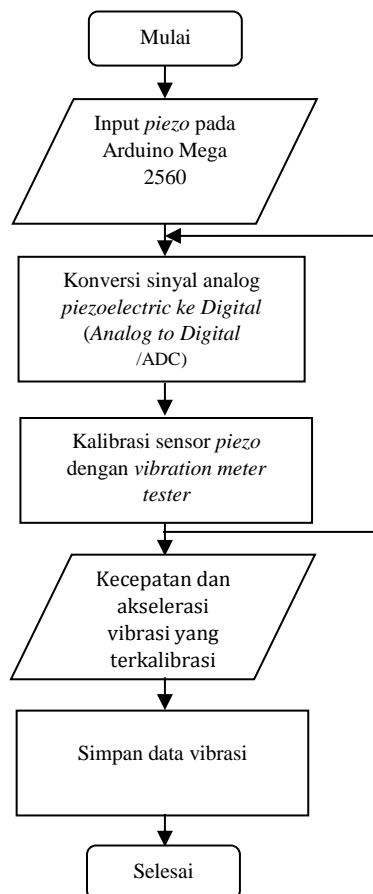 Mulai
Input piezo pada
Arduino Mega
2560
Konversi sinyal analog
piezoelectric ke Digital
(Analog to Digital
/ADC)
Kalibrasi sensor piezo
dengan vibration meter
tester
Kecepatan dan
akselerasi
vibrasi yang
terkalibrasi
Simpan data vibrasi
Selesai